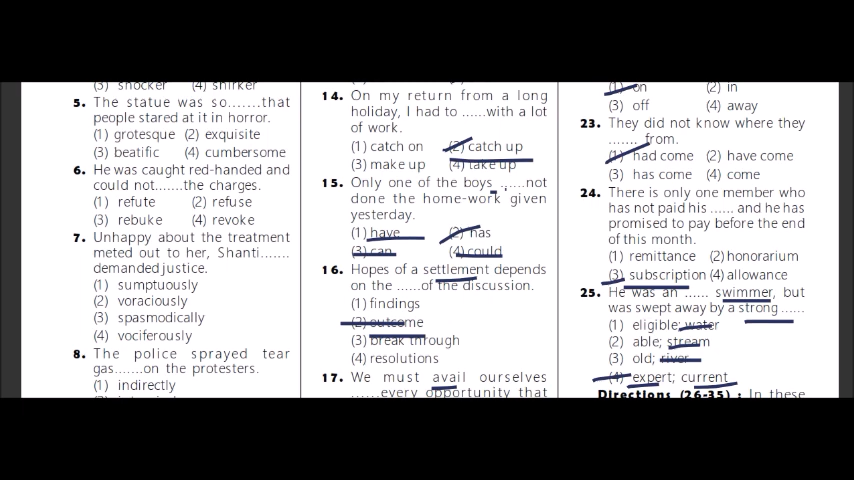 (3) shocker (4) shirker
5. The statue was so.......that
people stared at it in horror.
(1) grotesque (2) exquisite
(3) beatific (4) cumbersome
6. He was caught red-handed and
could not.......the charges.
(1) refute (2) refuse
(3) rebuke (4) revoke
7. Unhappy about the treatment
meted out to her, Shanti.......
demanded justice.
(1) sumptuously
(2) voraciously
(3) spasmodically
(4) vociferously
8. The police sprayed tear
gas.......on the protesters.
(1) indirectly
14. On my return from a long
holiday, I had to ......with a lot
of work.
(1) catch on (2) catch up
(3) make up (4) take up
15. Only one of the boys ......not
done the home-work given
yesterday.
(1) have (2) has
(3) can (4) could
16. Hopes of a settlement depends
on the ......of the discussion.
(1) findings
(2) outcome
(3) break through
(4) resolutions
17. We must avail ourselves
......every opportunity that
(1) on (2) in
(3) off (4) away
23. They did not know where they
....... from.
(1) had come (2) have come
(3) has come (4) come
24. There is only one member who
has not paid his ...... and he has
promised to pay before the end
of this month.
(1) remittance (2) honorarium
(3) subscription (4) allowance
25. He was an ...... swimmer, but
was swept away by a strong ......
(1) eligible; water
(2) able; stream
(3) old; river
(4) expert; current
Directions (26-35) : In these